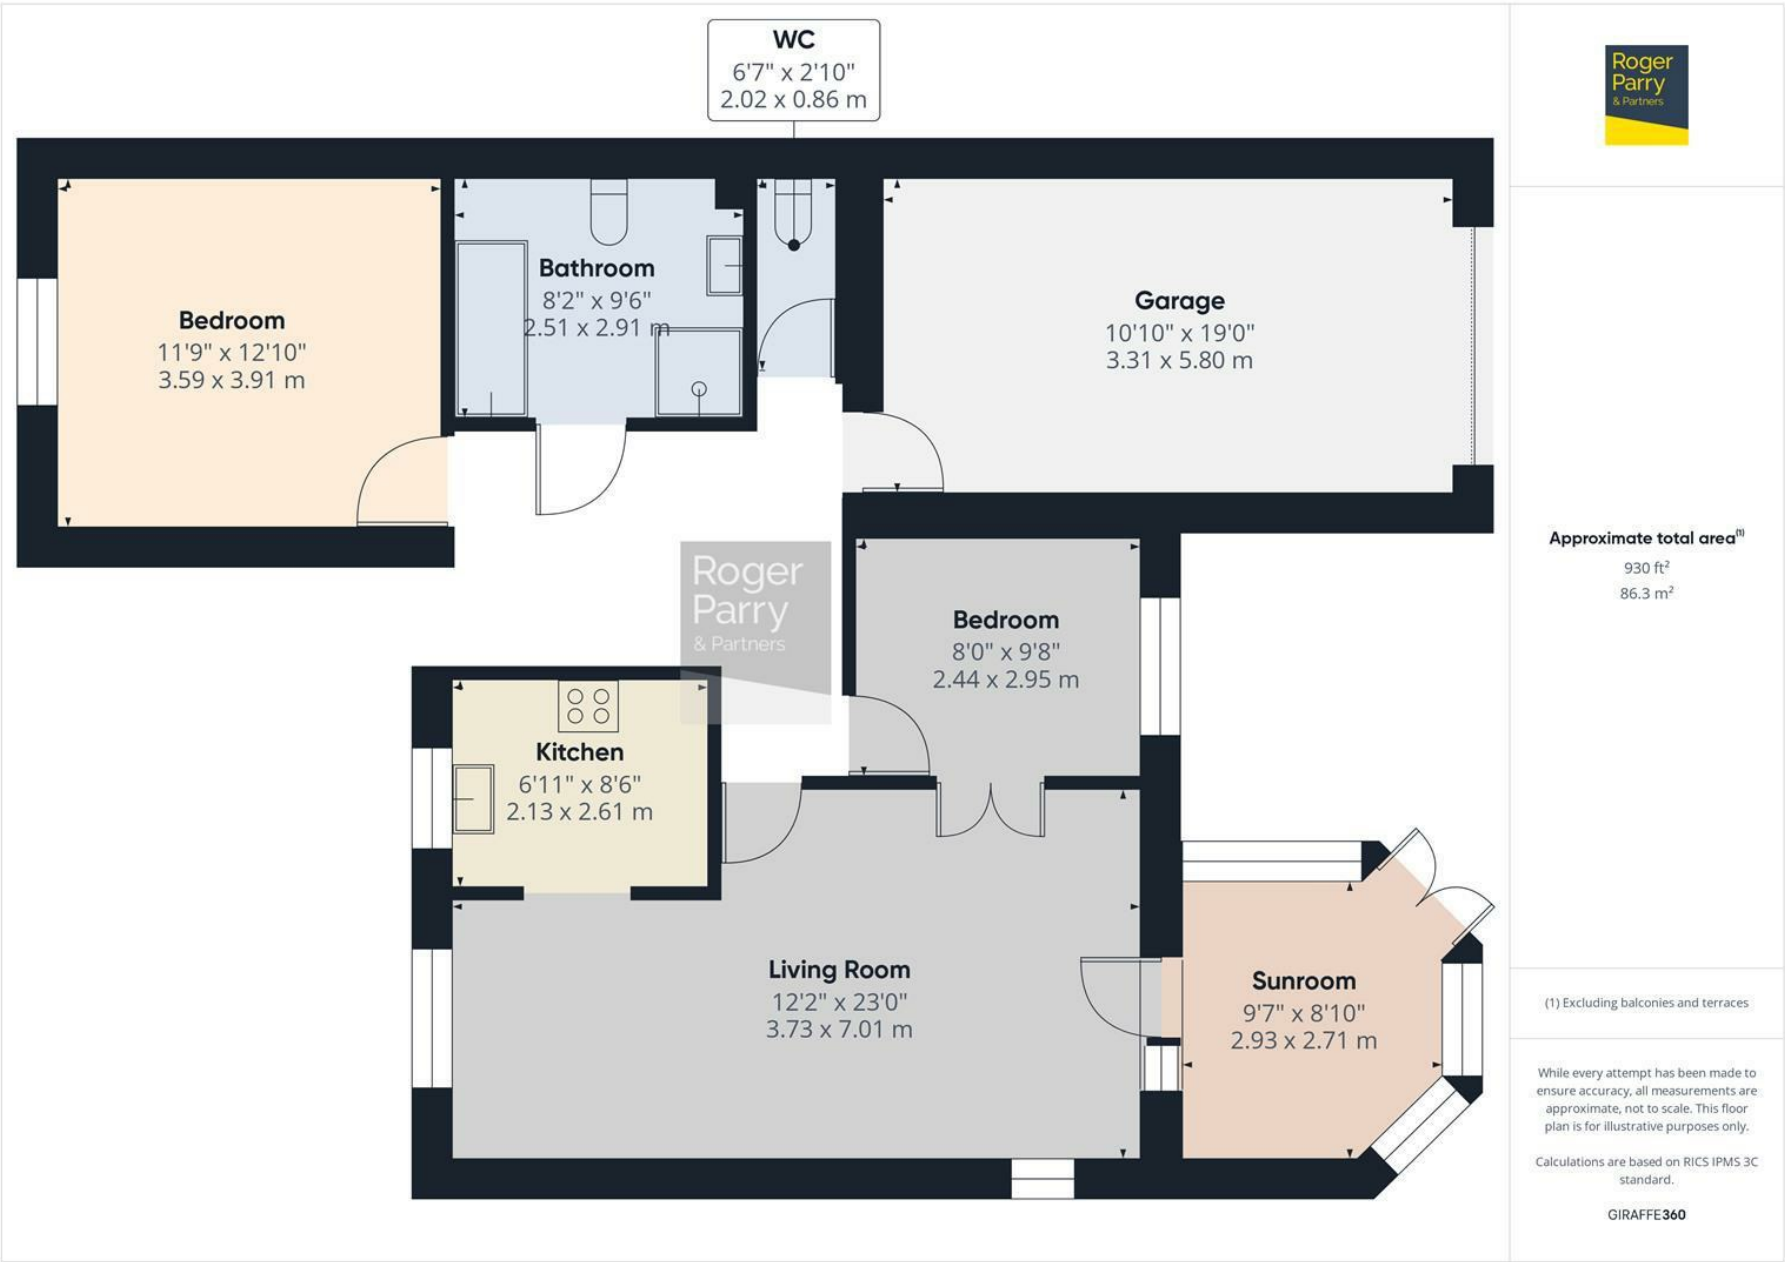 WC
6'7" x 2'10"
2.02 x 0.86 m
Roger
Parry
& Partners
Bedroom
11'9" x 12'10"
3.59 x 3.91 m
Bathroom
8'2" x 9'6"
2.51 x 2.91 m
Garage
10'10" x 19'0"
3.31 x 5.80 m
Roger
Parry
& Partners
Bedroom
8'0" x 9'8"
2.44 x 2.95 m
Kitchen
6'11" x 8'6"
2.13 x 2.61 m
Living Room
12'2" x 23'0"
3.73 x 7.01 m
Sunroom
9'7" x 8'10"
2.93 x 2.71 m
Approximate total area(1)
930 ft²
86.3 m²
(1) Excluding balconies and terraces
While every attempt has been made to
ensure accuracy, all measurements are
approximate, not to scale. This floor
plan is for illustrative purposes only.
Calculations are based on RICS IPMS 3C
standard.
GIRAFFE360